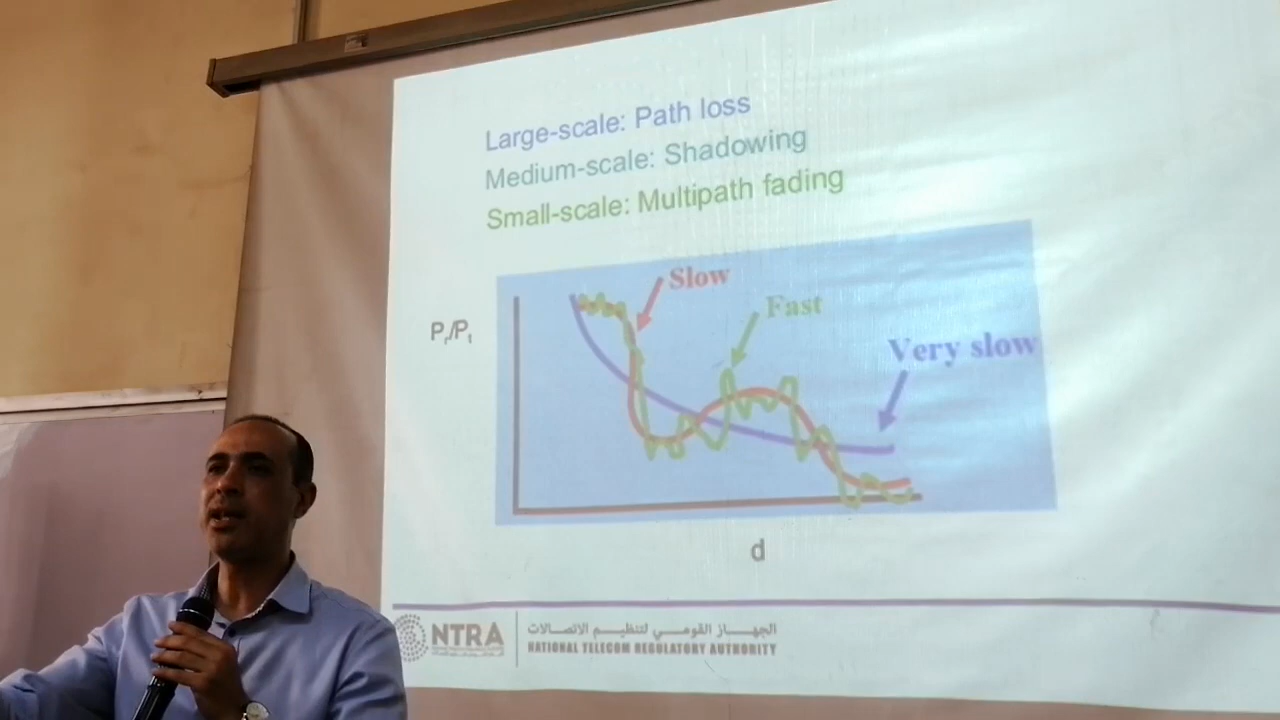 Large-scale: Path loss
Medium-scale: Shadowing
Small-scale: Multipath fading
Slow
Fast
Very slow
Pr/Pt
d
NTRA
الجهاز القومي لتنظيم الاتصالات
NATIONAL TELECOM REGULATORY AUTHORITY